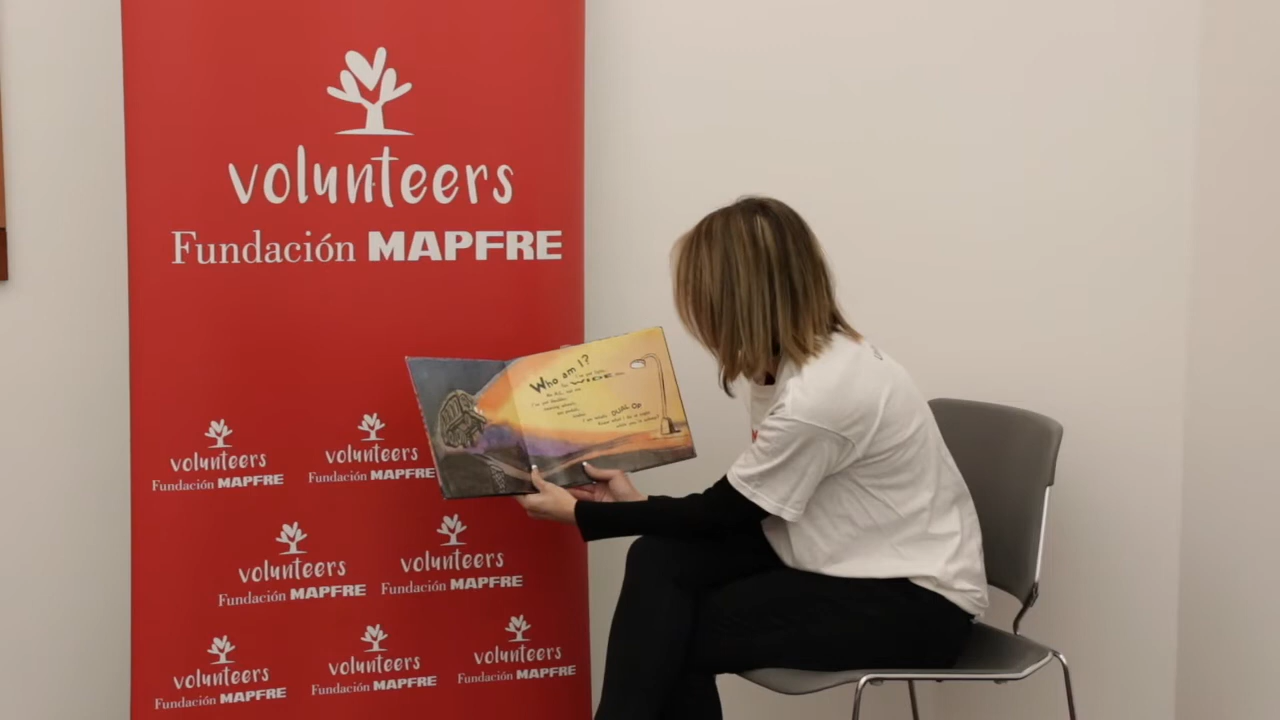 volunteers
Fundación MAPFRE
Who am I?
WIDE
DUAL OP
volunteers
Fundación MAPFRE
volunteers
Fundación MAPFRE
volunteers
Fundación MAPFRE
volunteers
Fundación MAPFRE
volunteers
Fundación MAPFRE
volunteers
Fundación MAPFRE
volunteers
Fundación MAPFRE